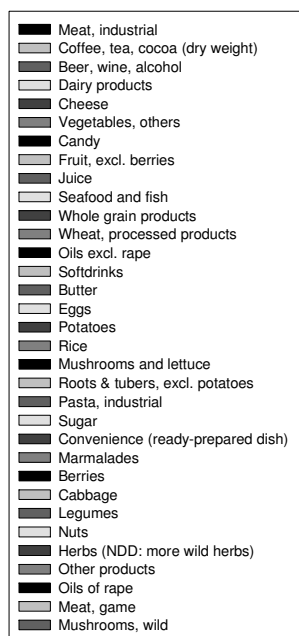 Meat, industrial
Coffee, tea, cocoa (dry weight)
Beer, wine, alcohol
Dairy products
Cheese
Vegetables, others
Candy
Fruit, excl. berries
Juice
Seafood and fish
Whole grain products
Wheat, processed products
Oils excl. rape
Softdrinks
Butter
Eggs
Potatoes
Rice
Mushrooms and lettuce
Roots & tubers, excl. potatoes
Pasta, industrial
Sugar
Convenience (ready-prepared dish)
Marmalades
Berries
Cabbage
Legumes
Nuts
Herbs (NDD: more wild herbs)
Other products
Oils of rape
Meat, game
Mushrooms, wild